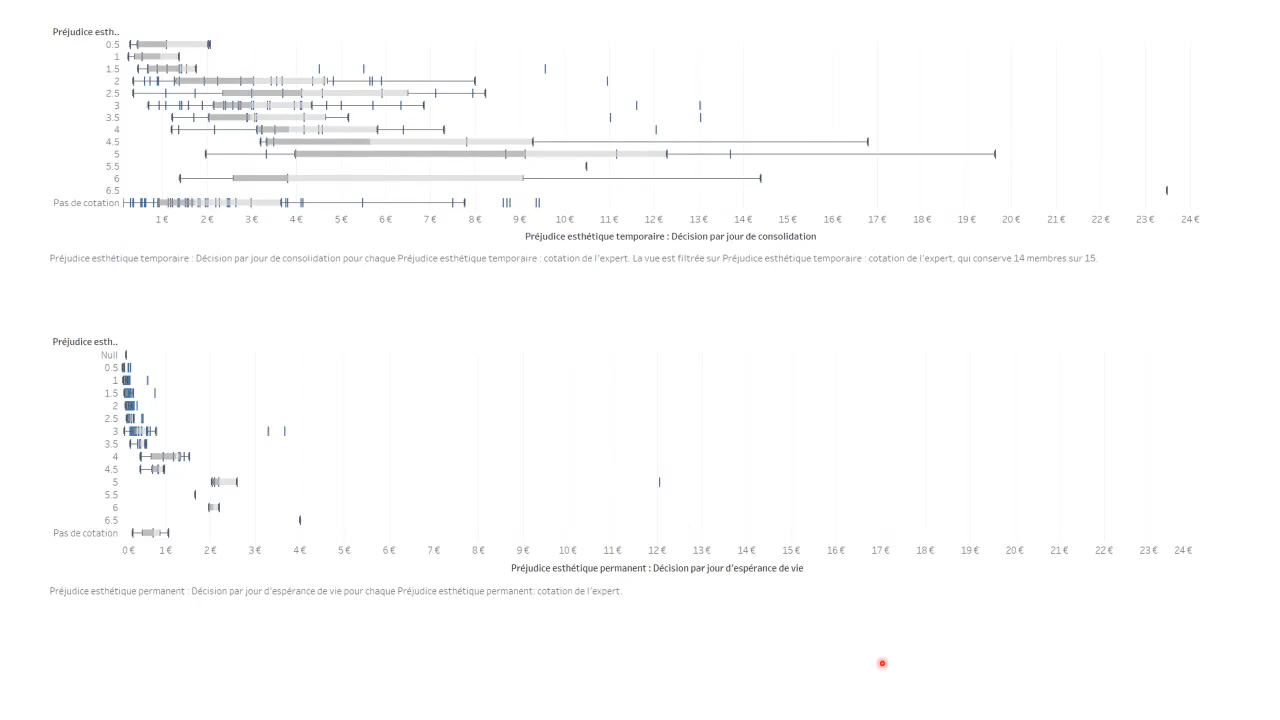 Préjudice esth..
0.5
1
1.5
2
2.5
3
3.5
4
4.5
5
5.5
6
6.5
Pas de cotation
1 € 2 € 3 € 4 € 5 € 6 € 7 € 8 € 9 € 10 € 11 € 12 € 13 € 14 € 15 € 16 € 17 € 18 € 19 € 20 € 21 € 22 € 23 € 24 €
Préjudice esthétique temporaire : Décision par jour de consolidation
Préjudice esthétique temporaire : Décision par jour de consolidation pour chaque Préjudice esthétique temporaire : cotation de l'expert. La vue est filtrée sur Préjudice esthétique temporaire : cotation de l'expert, qui conserve 14 membres sur 15.
Préjudice esth..
Null
0.5
1
1.5
2
2.5
3
3.5
4
4.5
5
5.5
6
6.5
Pas de cotation
0 € 1 € 2 € 3 € 4 € 5 € 6 € 7 € 8 € 9 € 10 € 11 € 12 € 13 € 14 € 15 € 16 € 17 € 18 € 19 € 20 € 21 € 22 € 23 € 24 €
Préjudice esthétique permanent : Décision par jour d'espérance de vie
Préjudice esthétique permanent : Décision par jour d'espérance de vie pour chaque Préjudice esthétique permanent: cotation de l'expert.